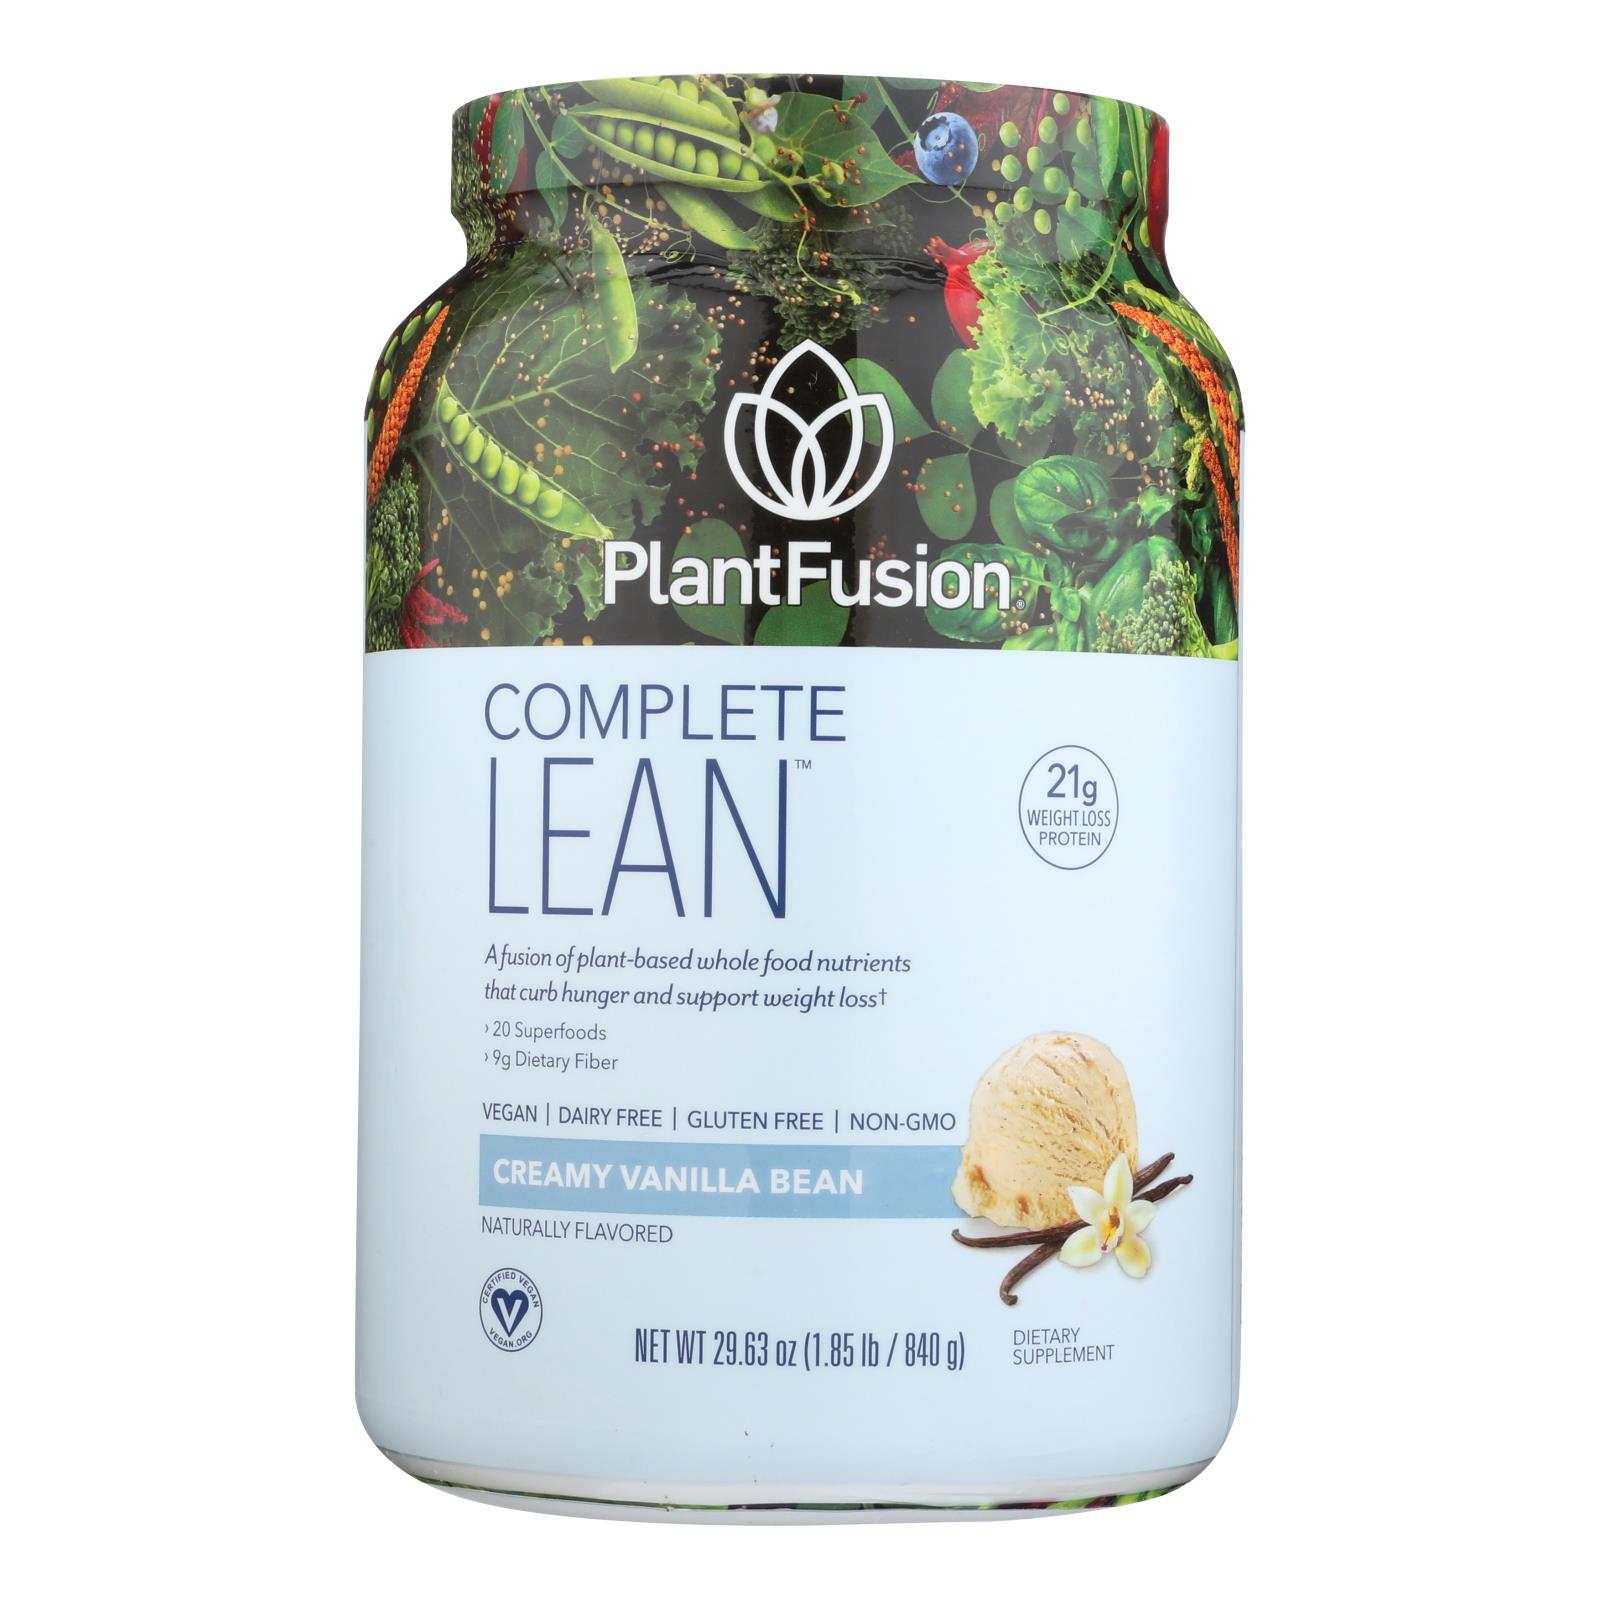 PlantFusion®
COMPLETE
LEAN™
21g
WEIGHT LOSS
PROTEIN
A fusion of plant-based whole food nutrients
that curb hunger and support weight loss†
› 20 Superfoods
› 9g Dietary Fiber
VEGAN | DAIRY FREE | GLUTEN FREE | NON-GMO
CREAMY VANILLA BEAN
NATURALLY FLAVORED
CERTIFIED VEGAN
V
VEGAN.ORG
NET WT 29.63 oz (1.85 lb / 840 g)
DIETARY
SUPPLEMENT